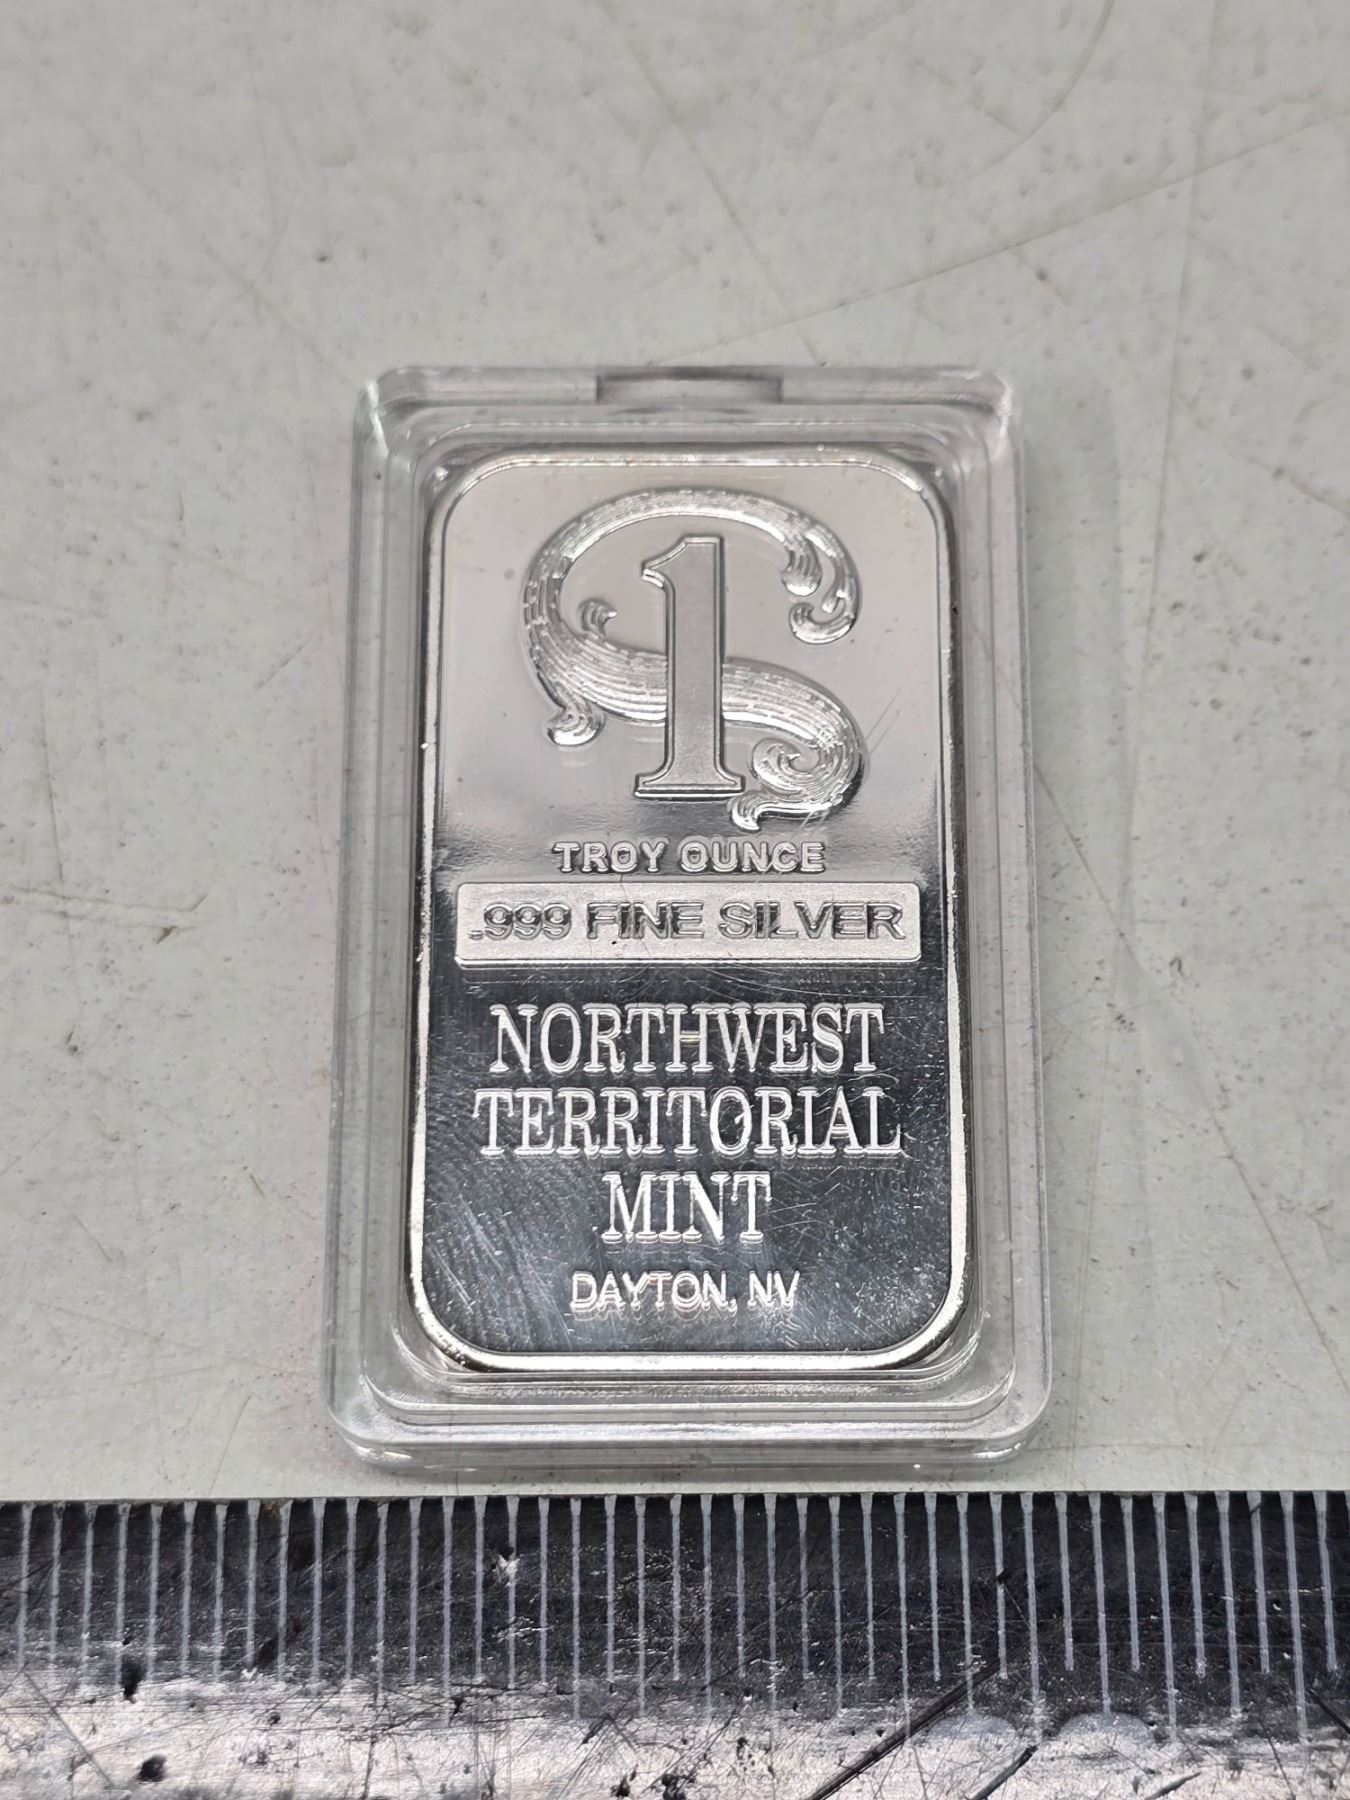 1
TROY OUNCE
.999 FINE SILVER
NORTHWEST
TERRITORIAL
MINT
DAYTON, NV